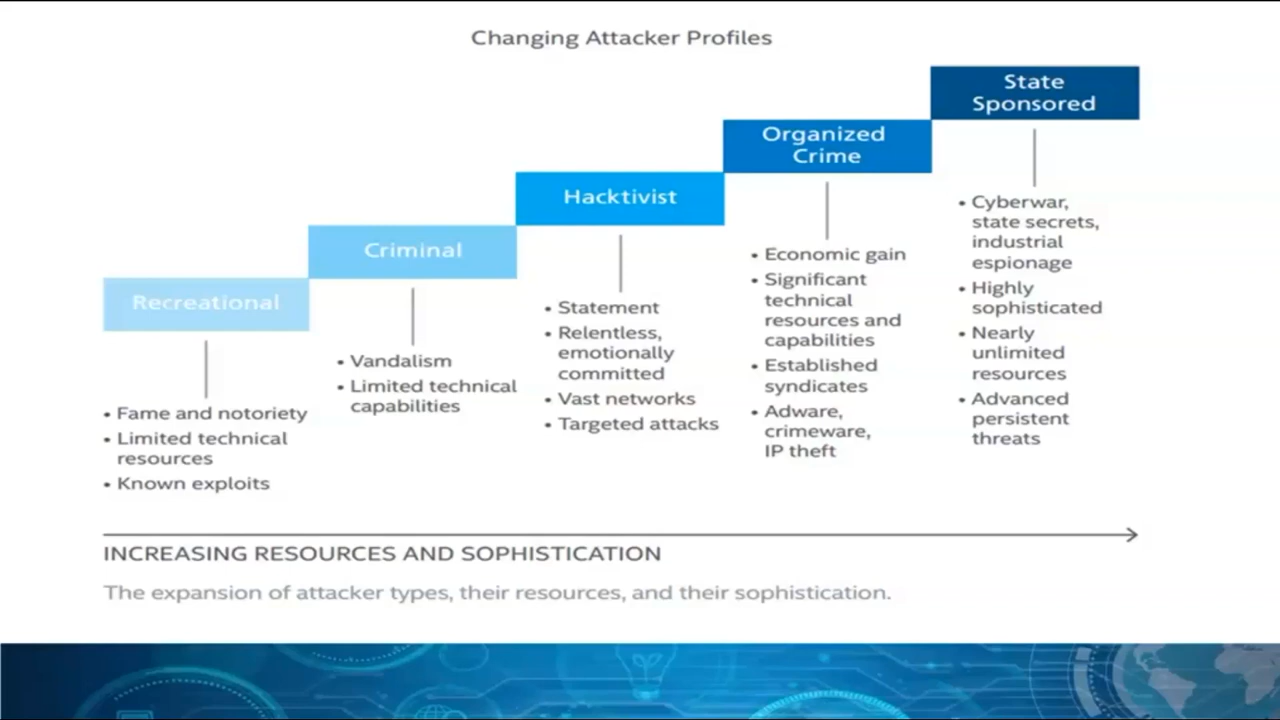 Changing Attacker Profiles
State
Sponsored
Organized
Crime
Hacktivist
Criminal
Recreational
• Fame and notoriety
• Limited technical
resources
• Known exploits
• Vandalism
• Limited technical
capabilities
• Statement
• Relentless,
emotionally
committed
• Vast networks
• Targeted attacks
• Economic gain
• Significant
technical
resources and
capabilities
• Established
syndicates
• Adware,
crimeware,
IP theft
• Cyberwar,
state secrets,
industrial
espionage
• Highly
sophisticated
• Nearly
unlimited
resources
• Advanced
persistent
threats
INCREASING RESOURCES AND SOPHISTICATION
The expansion of attacker types, their resources, and their sophistication.